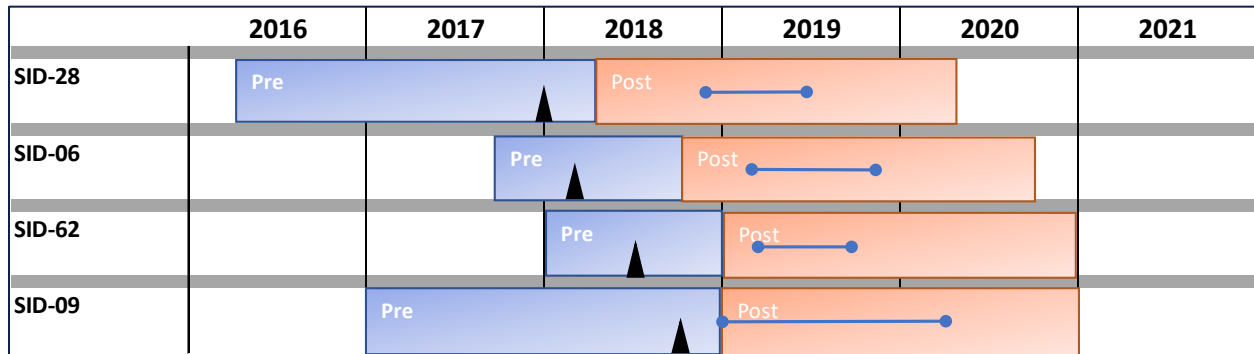 2016 2017 2018 2019 2020 2021
SID-28 Pre Post
SID-06 Pre Post
SID-62 Pre Post
SID-09 Pre Post